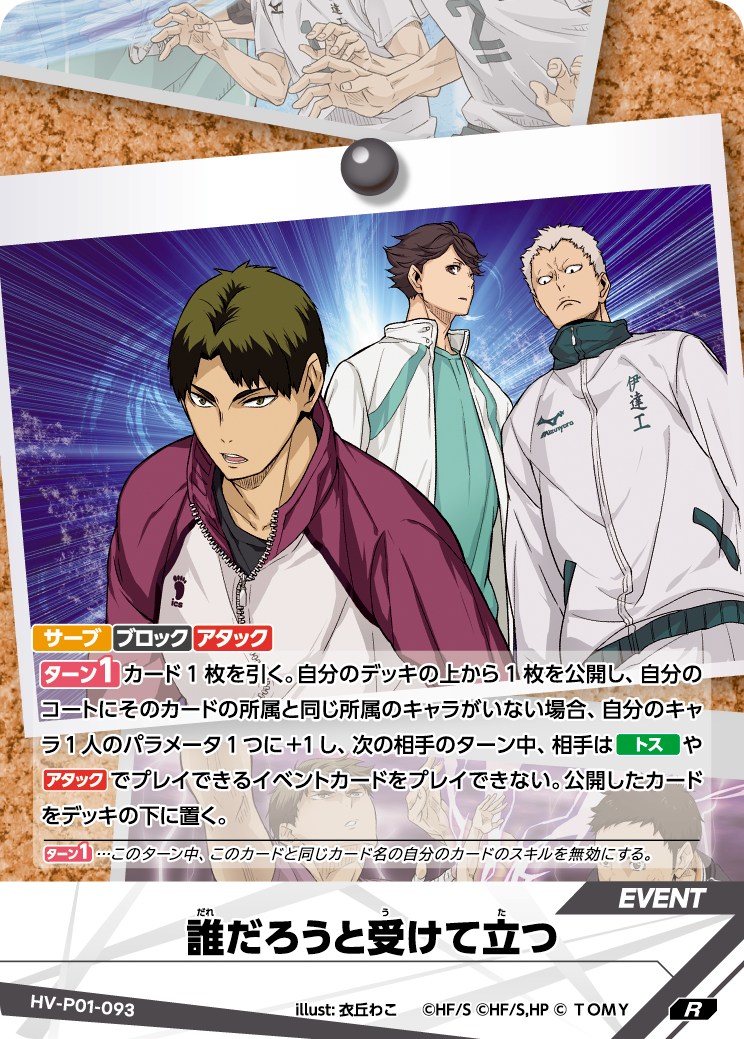 工
伊達工
Mizunyora
ics
サーブ ブロック アタック
ターン1 カード1枚を引く。自分のデッキの上から1枚を公開し、自分の
コートにそのカードの所属と同じ所属のキャラがいない場合、自分のキャ
ラ1人のパラメータ1つに+1し、次の相手のターン中、相手は トス や
アタック でプレイできるイベントカードをプレイできない。公開したカード
をデッキの下に置く。
ターン1 …このターン中、このカードと同じカード名の自分のカードのスキルを無効にする。
EVENT
だれ う た
誰だろうと受けて立つ
HV-P01-093
illust: 衣丘わこ ©HF/S ©HF/S,HP © TOMY
R